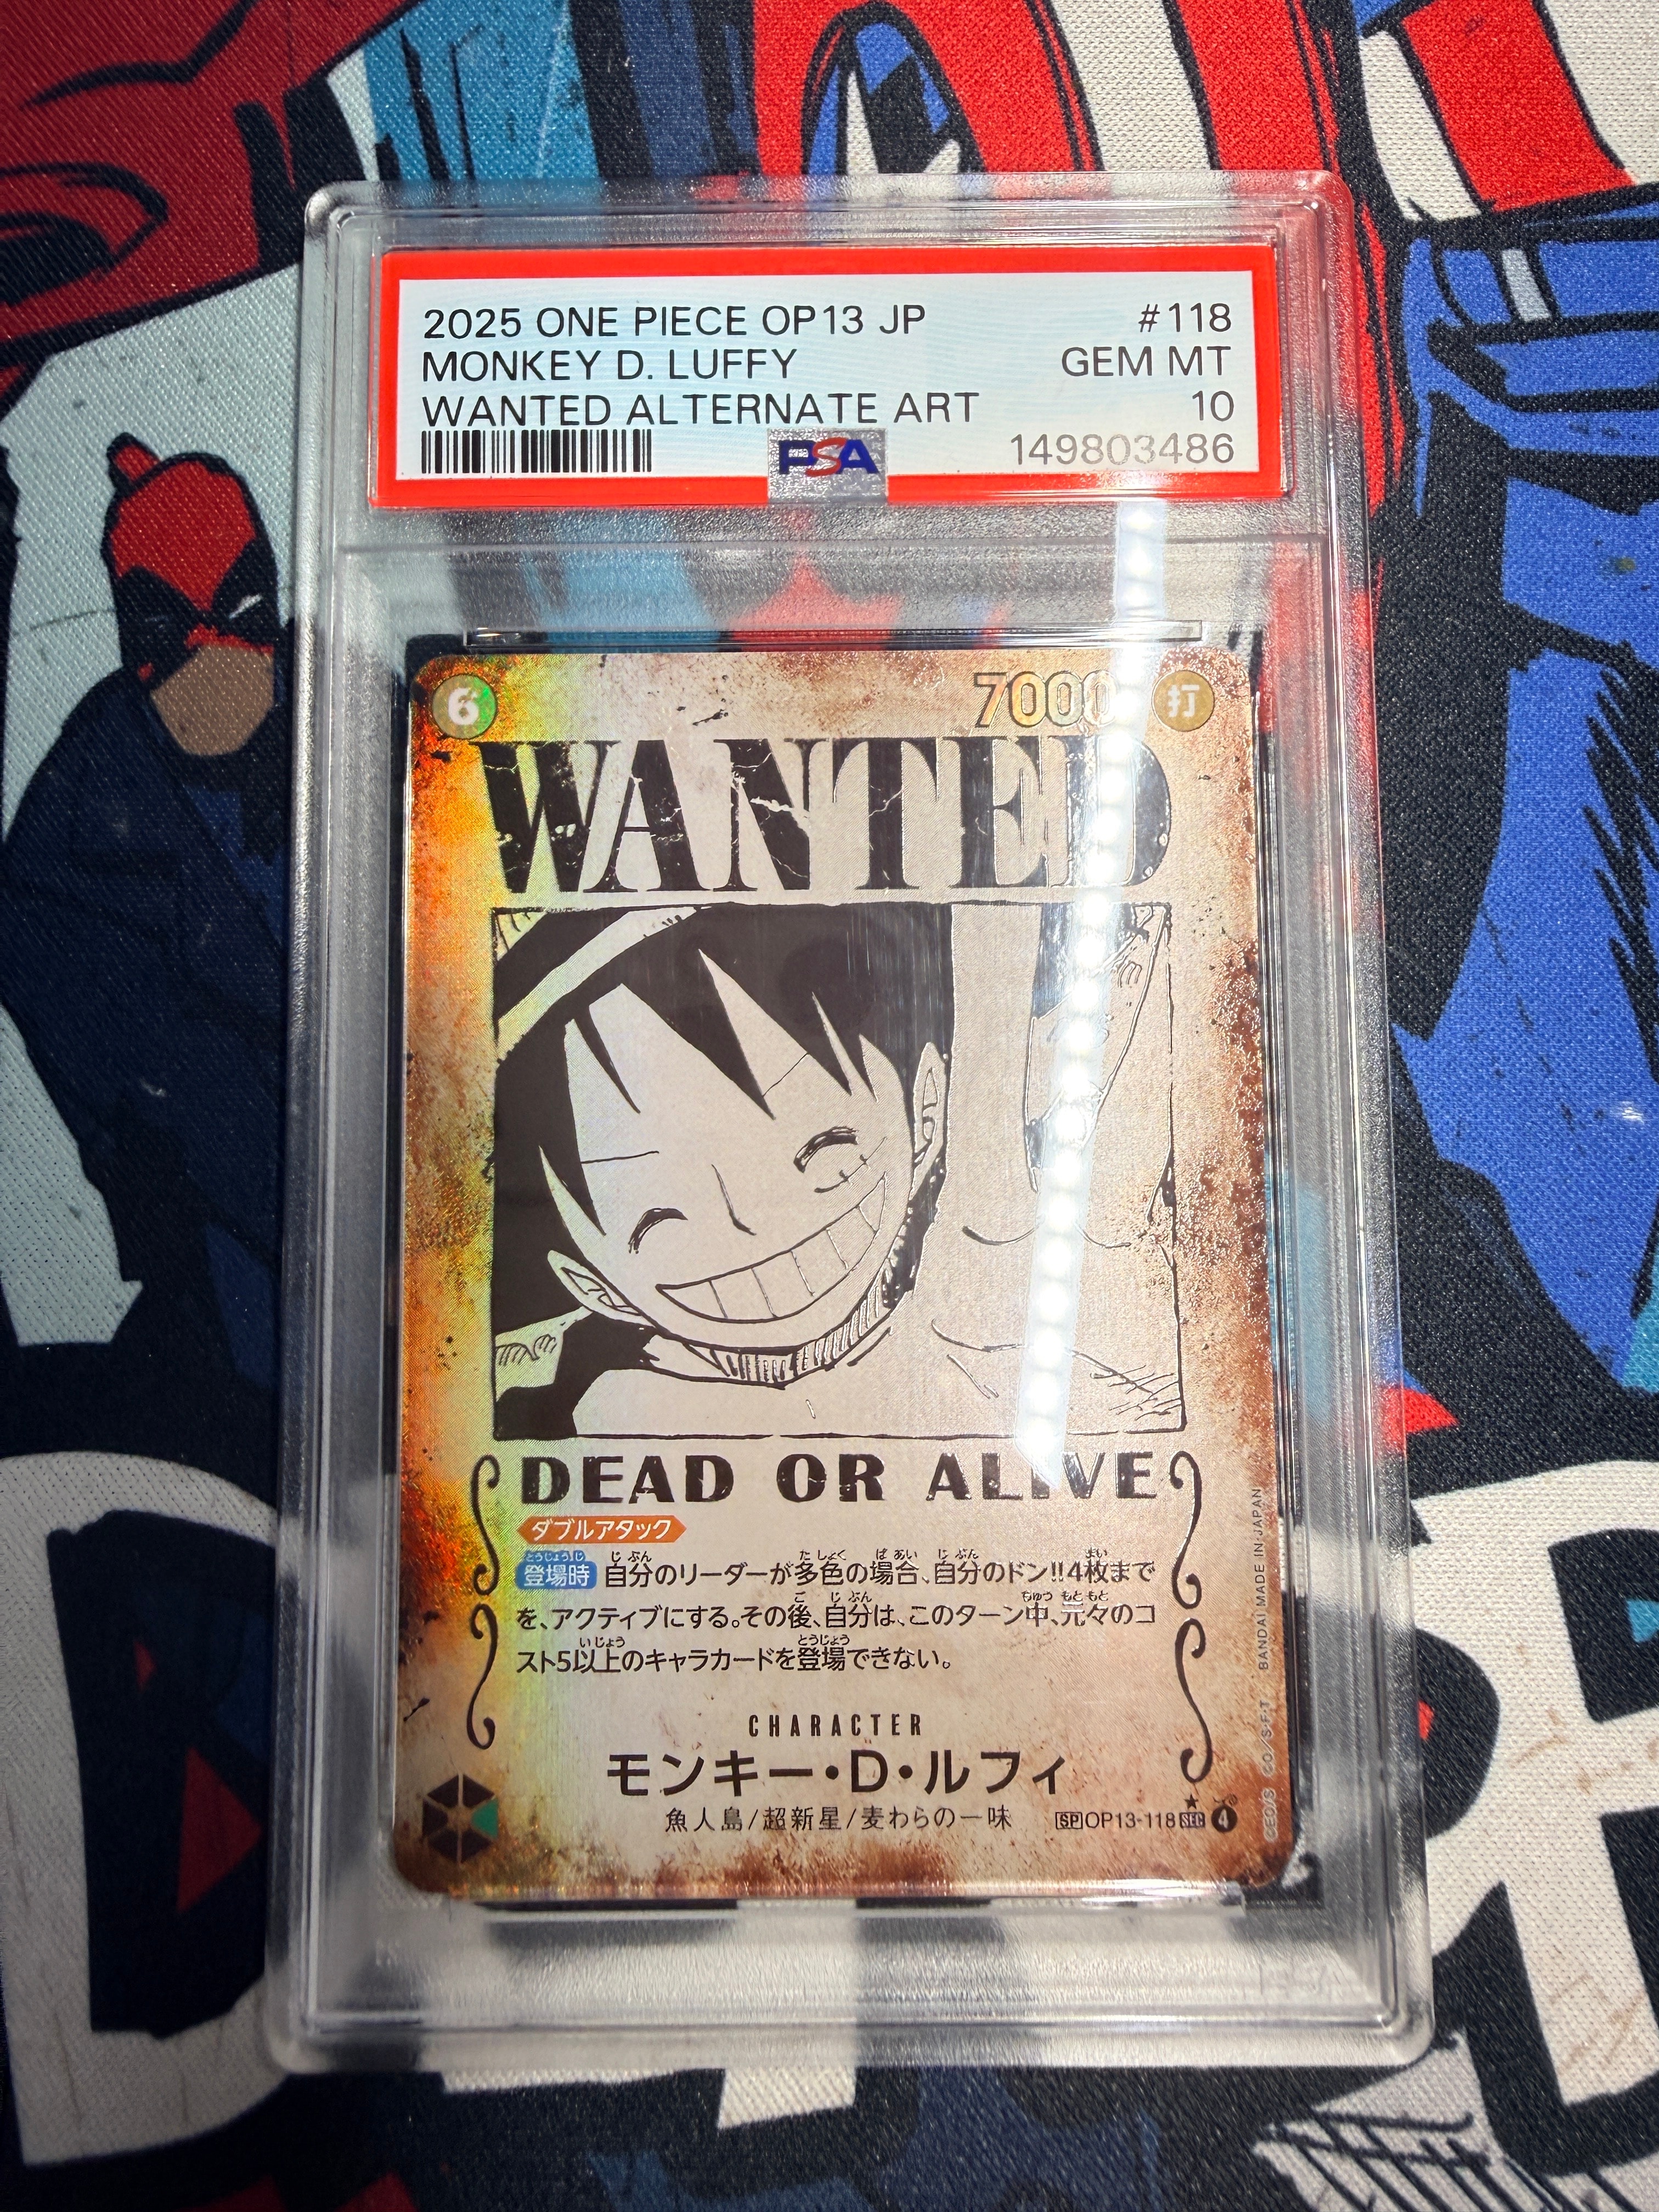 2025 ONE PIECE OP13 JP #118
MONKEY D. LUFFY GEM MT
WANTED ALTERNATE ART 10
PSA 149803486
6 7000 打
WANTED
DEAD OR ALIVE
ダブルアタック
登場時 自分のリーダーが多色の場合、自分のドン!!4枚まで
を、アクティブにする。その後、自分は、このターン中、元々のコ
スト5以上のキャラカードを登場できない。
CHARACTER
モンキー・D・ルフィ
魚人島/超新星/麦わらの一味 SP OP13-118 SEC 4
©E.O/S ©E.O./S・F・T BANDAI MADE IN JAPAN